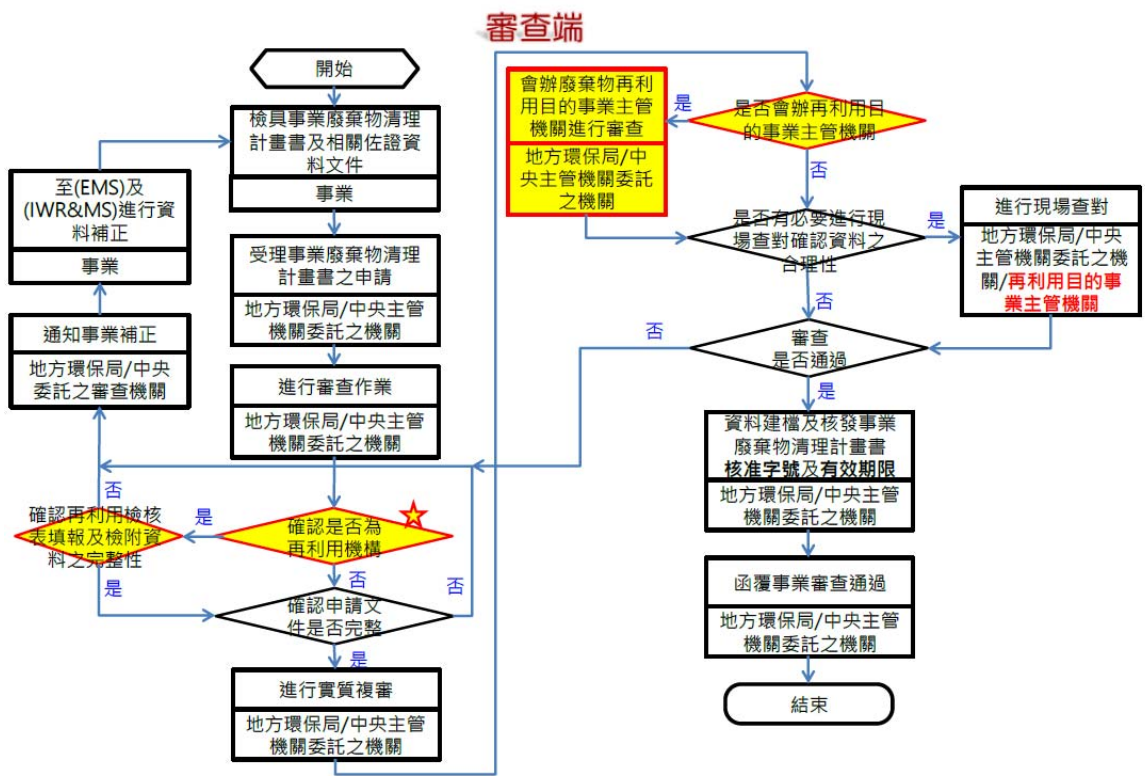 審查端
開始
檢具事業廢棄物清理
計畫書及相關佐證資
料文件
事業
受理事業廢棄物清理
計畫書之申請
地方環保局/中央主管
機關委託之機關
進行審查作業
地方環保局/中央主管
機關委託之機關
確認是否為
再利用機構
是
否
確認再利用檢核
表填報及檢附資
料之完整性
否
是
通知事業補正
地方環保局/中央
委託之審查機關
至(EMS)及
(IWR&MS)進行資
料補正
事業
確認申請文
件是否完整
否
是
進行實質複審
地方環保局/中央主管
機關委託之機關
是否會辦再利用目
的事業主管機關
是
否
會辦廢棄物再利
用目的事業主管
機關進行審查
地方環保局/中
央主管機關委託
之機關
是否有必要進行現
場查對確認資料之
合理性
是
否
進行現場查對
地方環保局/中央
主管機關委託之機
關/再利用目的事
業主管機關
審查
是否通過
否
是
資料建檔及核發事業
廢棄物清理計畫書
核准字號及有效期限
地方環保局/中央主管
機關委託之機關
函覆事業審查通過
地方環保局/中央主管
機關委託之機關
結束